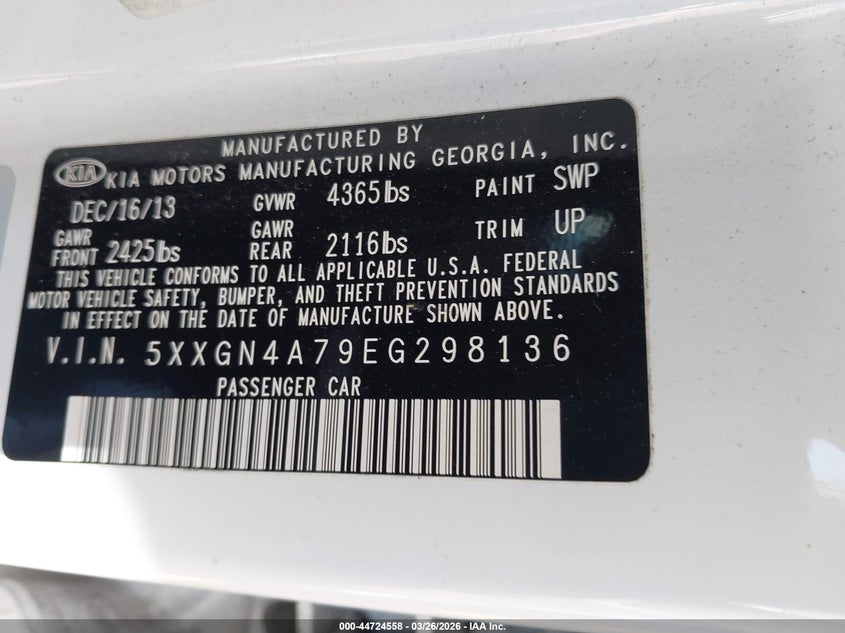 MANUFACTURED BY
KIA KIA MOTORS MANUFACTURING GEORGIA, INC.
DEC/16/13 GVWR 4365lbs PAINT SWP
GAWR FRONT 2425lbs GAWR REAR 2116lbs TRIM UP
THIS VEHICLE CONFORMS TO ALL APPLICABLE U.S.A. FEDERAL
MOTOR VEHICLE SAFETY, BUMPER, AND THEFT PREVENTION STANDARDS
IN EFFECT ON THE DATE OF MANUFACTURE SHOWN ABOVE.
V.I.N. 5XXGN4A79EG298136
PASSENGER CAR
000-44724558 | 03/26/2026 | IAA Inc.